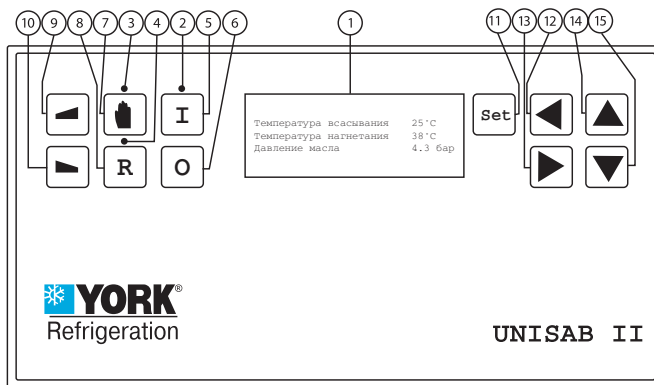 10 9 8 7 3 4 2 5 6 1 11 13 12 14 15
I
Set
Температура всасывания 25°C
Температура нагнетания 38°C
Давление масла 4.3 бар
R
O
YORK®
Refrigeration
UNISAB II